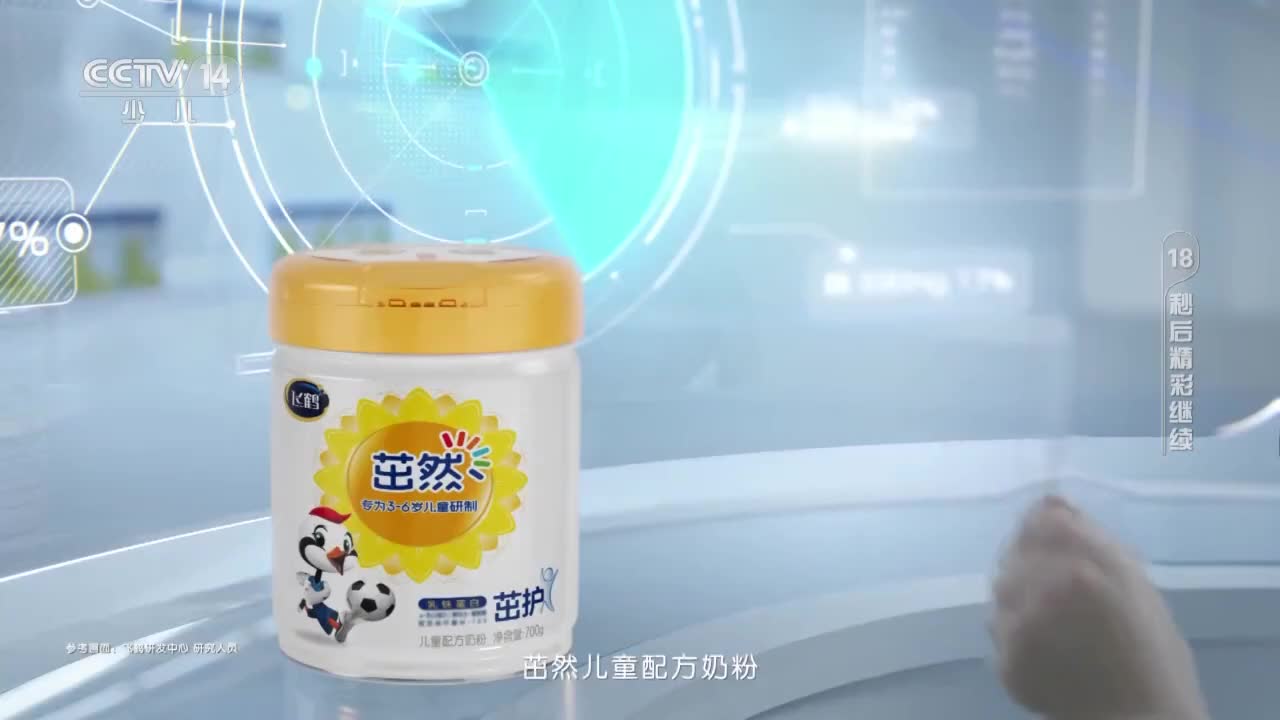 CCTV 14
少儿
7%
18
秒后精彩继续
飞鹤
茁然
专为3-6岁儿童研制
乳铁蛋白
茁护
儿童配方奶粉 净含量:700g
参考画面：飞鹤研发中心 研究人员
茁然儿童配方奶粉